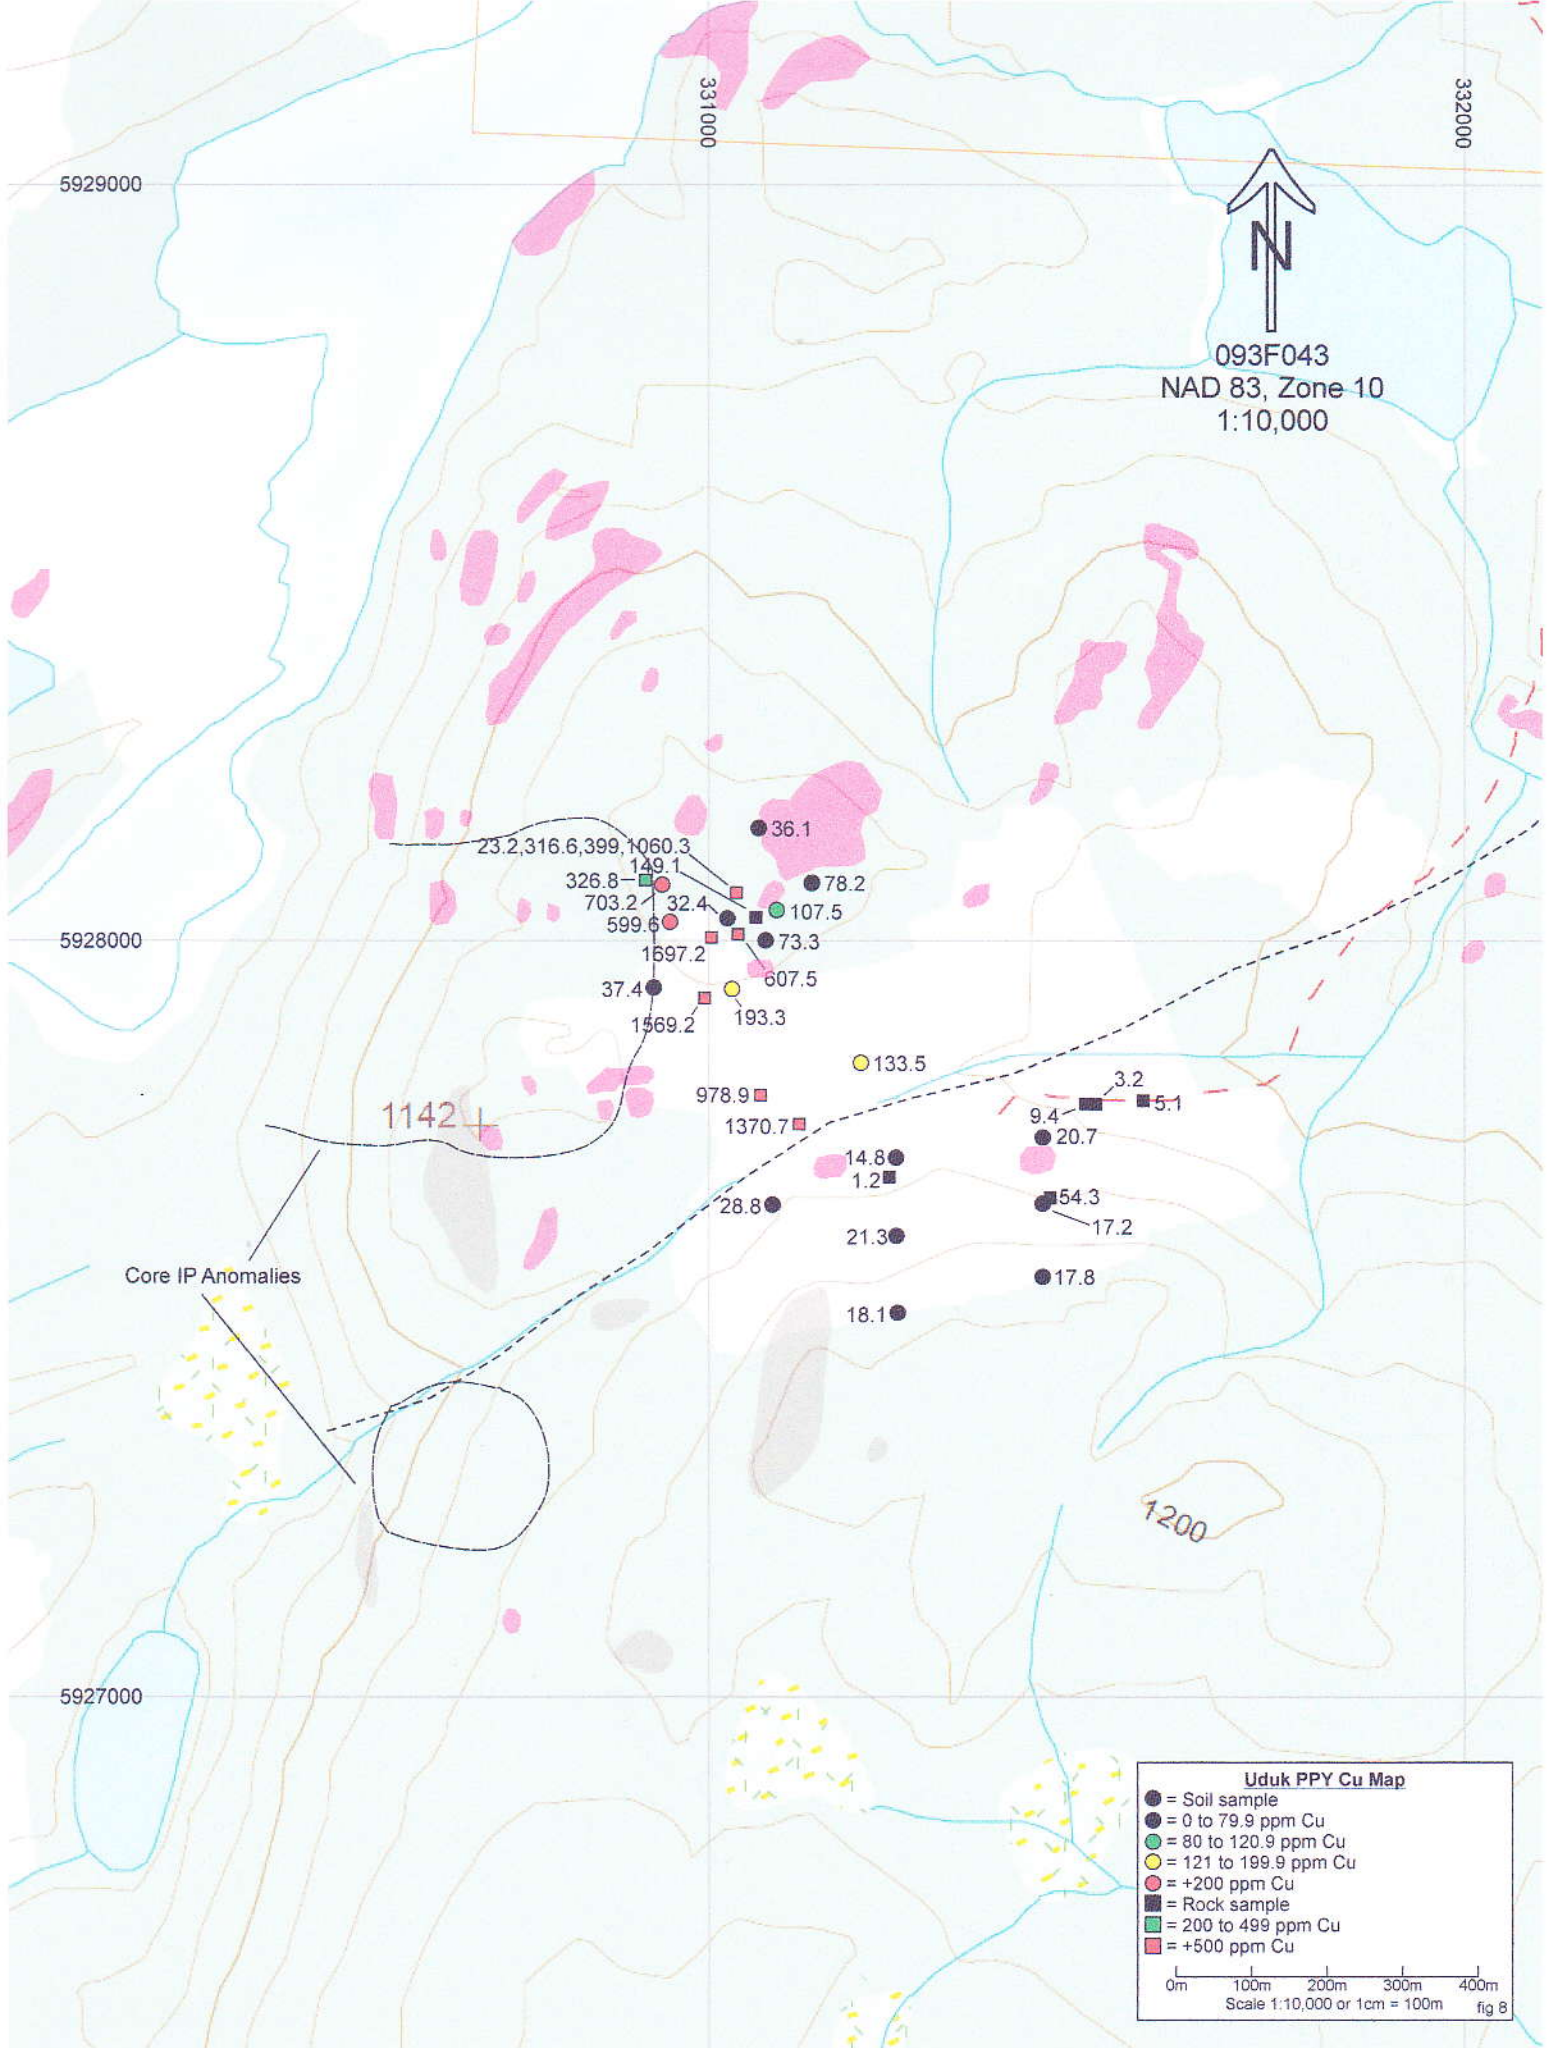 331000
332000
5929000
N
093F043
NAD 83, Zone 10
1:10,000
36.1
23.2,316.6,399,1060.3
149.1
326.8
78.2
703.2
32.4
107.5
599.6
5928000
73.3
1697.2
607.5
37.4
1569.2
193.3
133.5
978.9
3.2
5.1
9.4
1142
1370.7
20.7
14.8
1.2
54.3
28.8
17.2
21.3
Core IP Anomalies
17.8
18.1
1200
5927000
Uduk PPY Cu Map
= Soil sample
= 0 to 79.9 ppm Cu
= 80 to 120.9 ppm Cu
= 121 to 199.9 ppm Cu
= +200 ppm Cu
= Rock sample
= 200 to 499 ppm Cu
= +500 ppm Cu
0m 100m 200m 300m 400m
Scale 1:10,000 or 1cm = 100m
fig 8